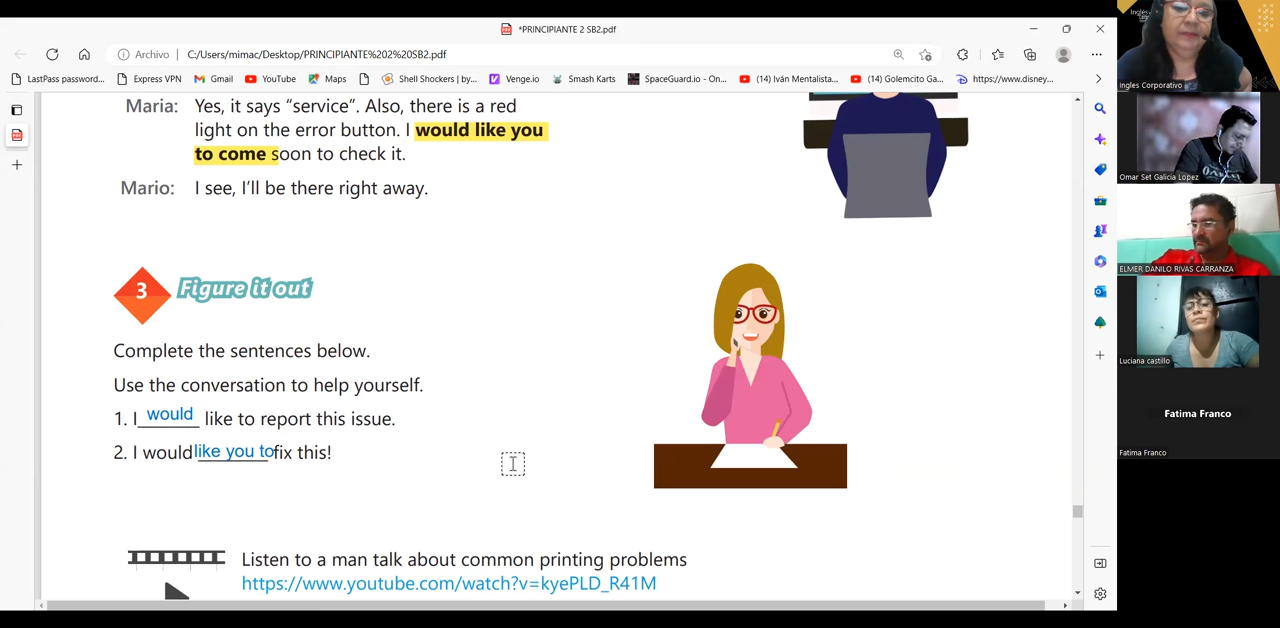 *PRINCIPIANTE 2 SB2.pdf
Archivo
C:/Users/mimac/Desktop/PRINCIPIANTE%202%20SB2.pdf
LastPass password...
Express VPN
Gmail
YouTube
Maps
Shell Shockers | by...
Venge.io
Smash Karts
SpaceGuard.io - On...
(14) Iván Mentalista...
(14) Golemcito Ga...
https://www.disney...
Maria: Yes, it says “service”. Also, there is a red
light on the error button. I would like you
to come soon to check it.
Mario: I see, I’ll be there right away.
3 Figure it out
Complete the sentences below.
Use the conversation to help yourself.
1. I would like to report this issue.
2. I would like you to fix this!
Listen to a man talk about common printing problems
https://www.youtube.com/watch?v=kyePLD_R41M
Ingles Corporativo
Omar Set Galicia Lopez
ELMER DANILO RIVAS CARRANZA
Luciana castillo
Fatima Franco
Fatima Franco